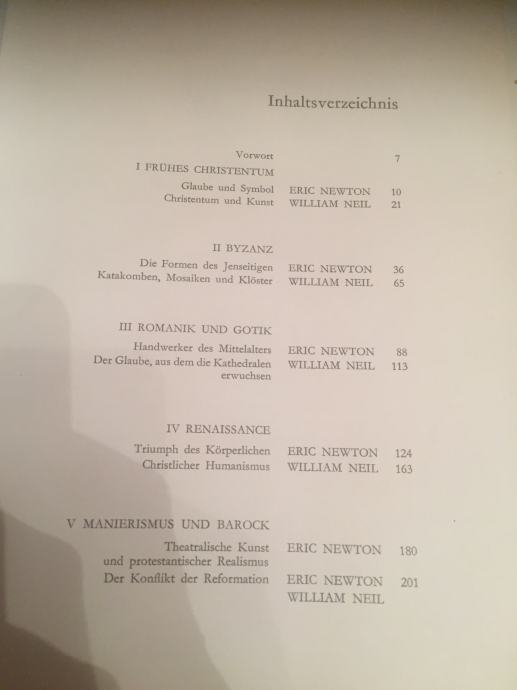 Inhaltsverzeichnis
Vorwort 7
I FRÜHES CHRISTENTUM
Glaube und Symbol ERIC NEWTON 10
Christentum und Kunst WILLIAM NEIL 21
II BYZANZ
Die Formen des Jenseitigen ERIC NEWTON 36
Katakomben, Mosaiken und Klöster WILLIAM NEIL 65
III ROMANIK UND GOTIK
Handwerker des Mittelalters ERIC NEWTON 88
Der Glaube, aus dem die Kathedralen WILLIAM NEIL 113
erwuchsen
IV RENAISSANCE
Triumph des Körperlichen ERIC NEWTON 124
Christlicher Humanismus WILLIAM NEIL 163
V MANIERISMUS UND BAROCK
Theatralische Kunst ERIC NEWTON 180
und protestantischer Realismus
Der Konflikt der Reformation ERIC NEWTON 201
WILLIAM NEIL